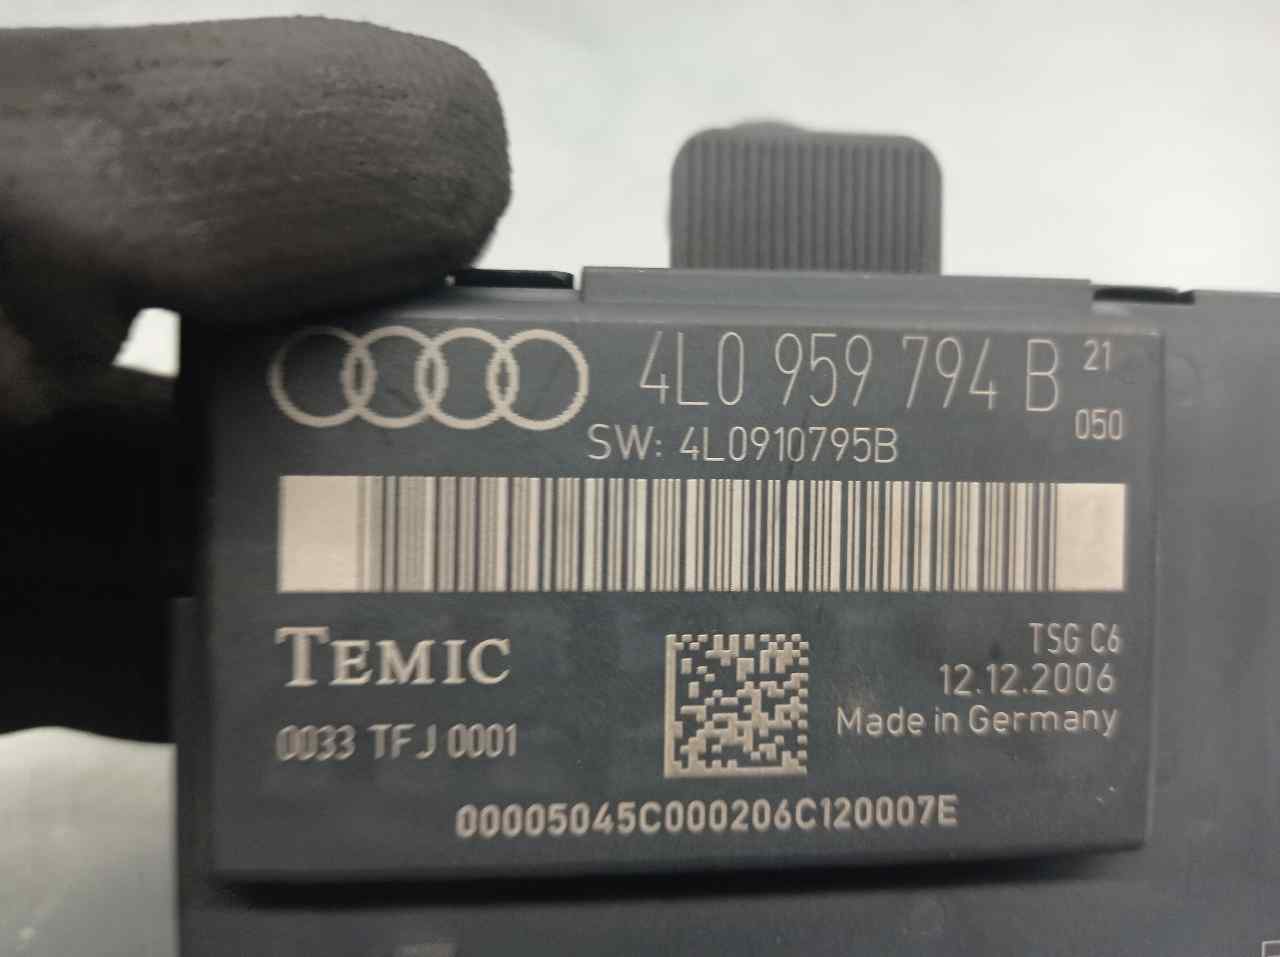 4L0 959 794 B 21
050
SW: 4L0910795B
TEMIC
TSG C6
12.12.2006
Made in Germany
0033 TFJ 0001
00005045C000206C120007E